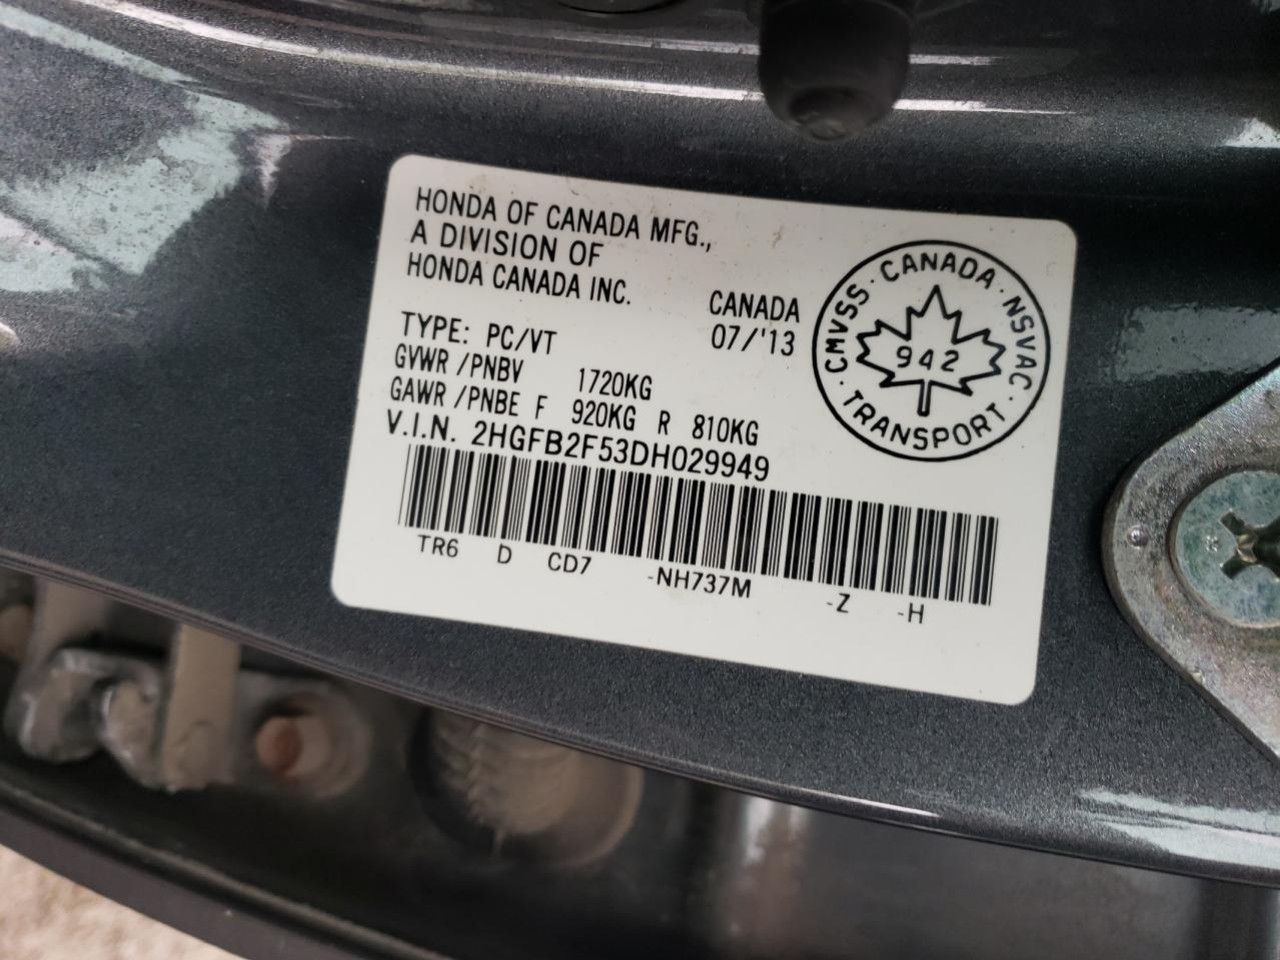 HONDA OF CANADA MFG.,
A DIVISION OF
HONDA CANADA INC.
CANADA
07/'13
TYPE: PC/VT
GVWR /PNBV 1720KG
GAWR /PNBE F 920KG R 810KG
V.I.N. 2HGFB2F53DH029949
TR6 D CD7 -NH737M -Z -H
CMVSS · CANADA · NSVAC · TRANSPORT ·
942